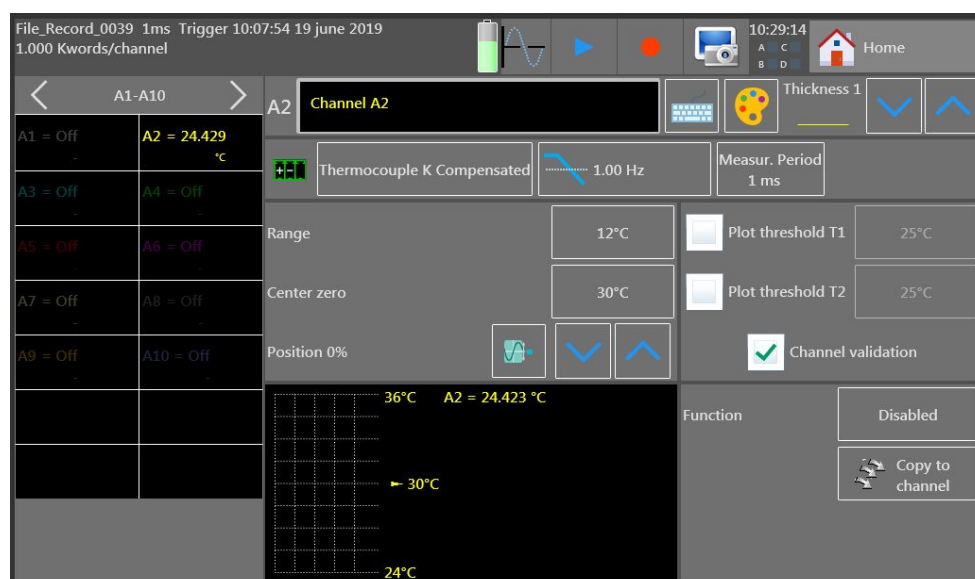 File_Record_0039 1ms Trigger 10:07:54 19 june 2019
1.000 Kwords/channel
10:29:14
A C
B D
Home
A1-A10
A1 = Off
-
A2 = 24.429
°C
A3 = Off
-
A4 = Off
-
A5 = Off
-
A6 = Off
-
A7 = Off
-
A8 = Off
-
A9 = Off
-
A10 = Off
-
A2
Channel A2
Thickness 1
Thermocouple K Compensated
1.00 Hz
Measur. Period
1 ms
Range
12°C
Center zero
30°C
Position 0%
Plot threshold T1
25°C
Plot threshold T2
25°C
Channel validation
36°C
A2 = 24.423 °C
30°C
24°C
Function
Disabled
Copy to
channel